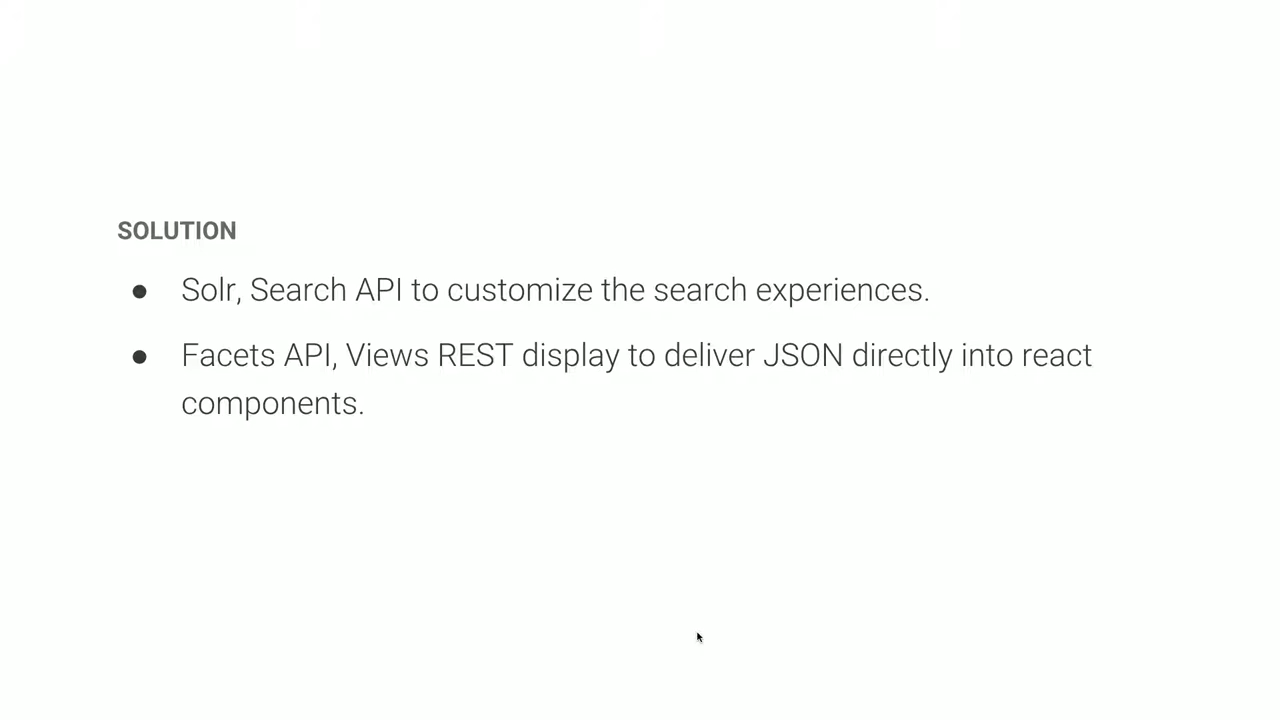 SOLUTION
● Solr, Search API to customize the search experiences.
● Facets API, Views REST display to deliver JSON directly into react
components.